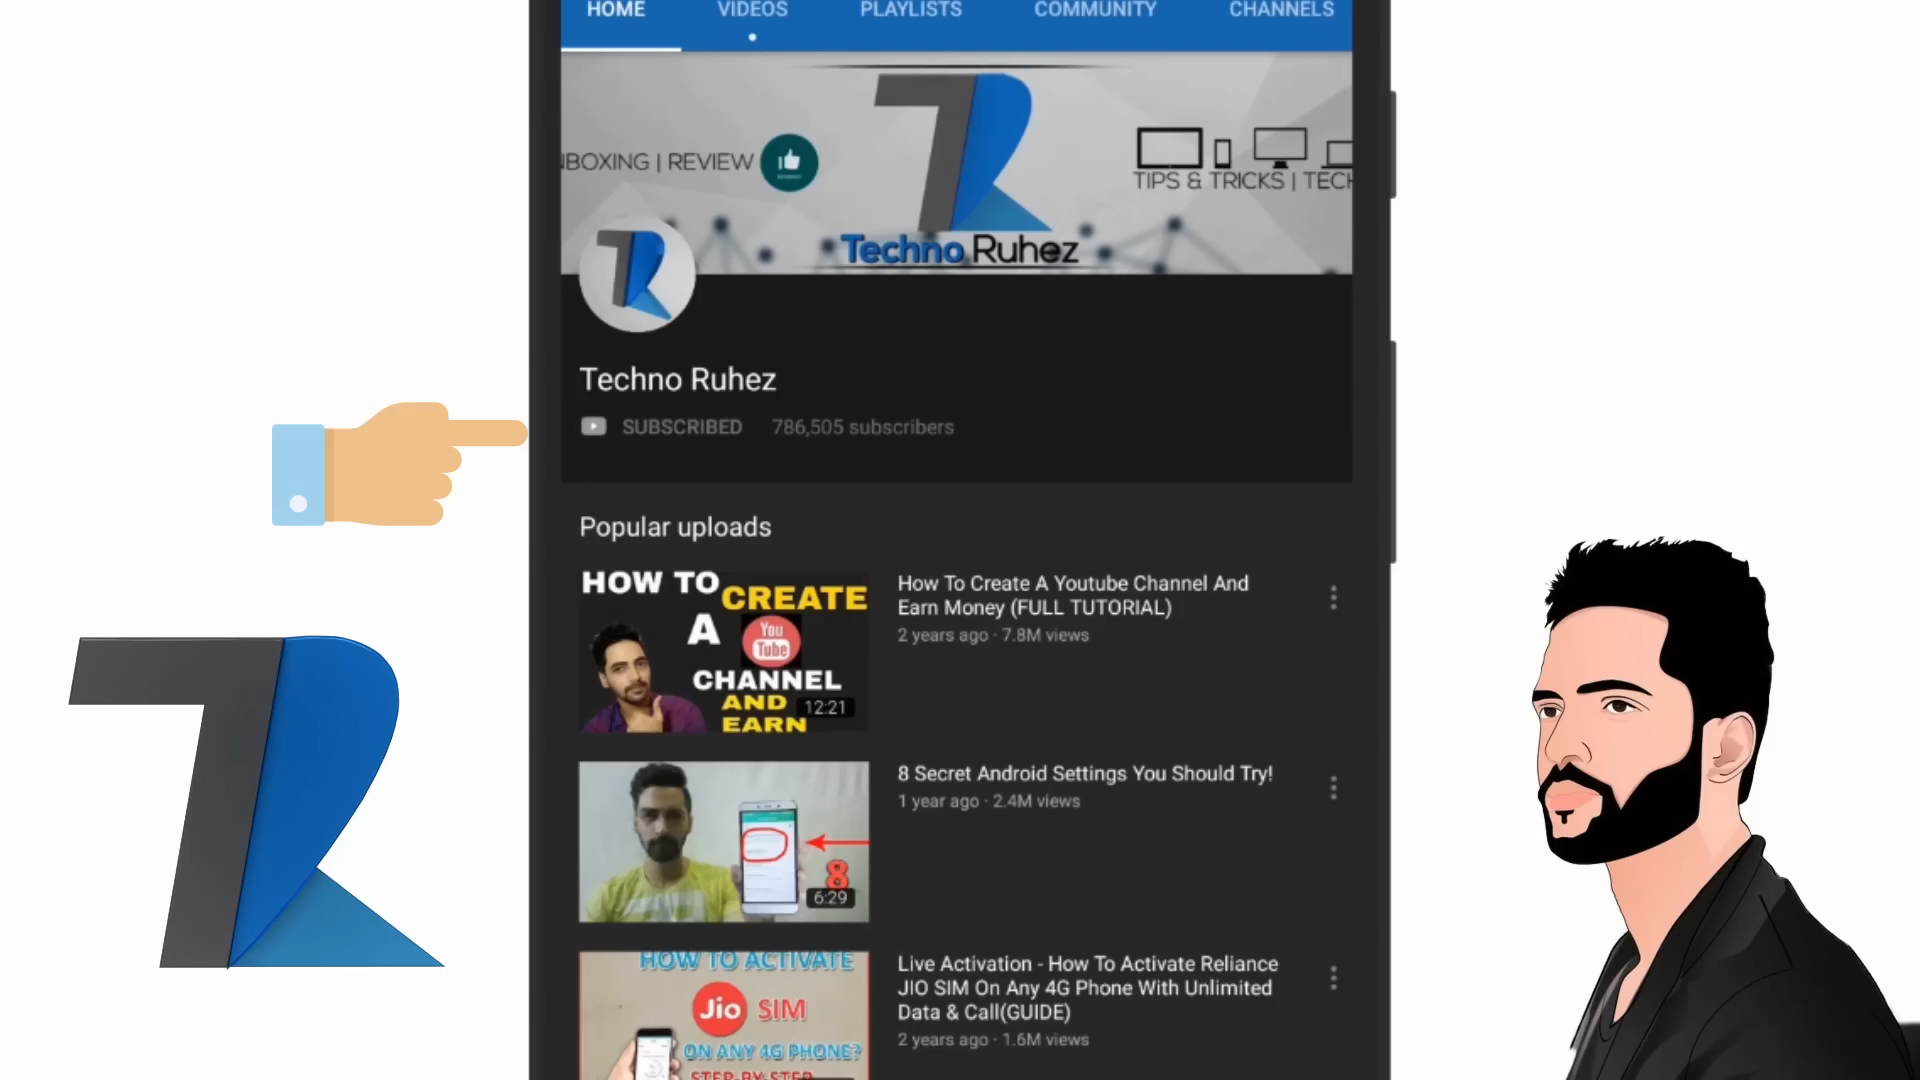 HOME VIDEOS PLAYLISTS COMMUNITY CHANNELS
NBOXING | REVIEW
TIPS & TRICKS | TECH
Techno Ruhez
Techno Ruhez
SUBSCRIBED 786,505 subscribers
Popular uploads
HOW TO
CREATE
A
You
Tube
CHANNEL
AND
EARN
12:21
How To Create A Youtube Channel And
Earn Money (FULL TUTORIAL)
2 years ago · 7.8M views
8
6:29
8 Secret Android Settings You Should Try!
1 year ago · 2.4M views
HOW TO ACTIVATE
Jio SIM
ON ANY 4G PHONE?
STEP-BY-STEP
Live Activation - How To Activate Reliance
JIO SIM On Any 4G Phone With Unlimited
Data & Call(GUIDE)
2 years ago · 1.6M views